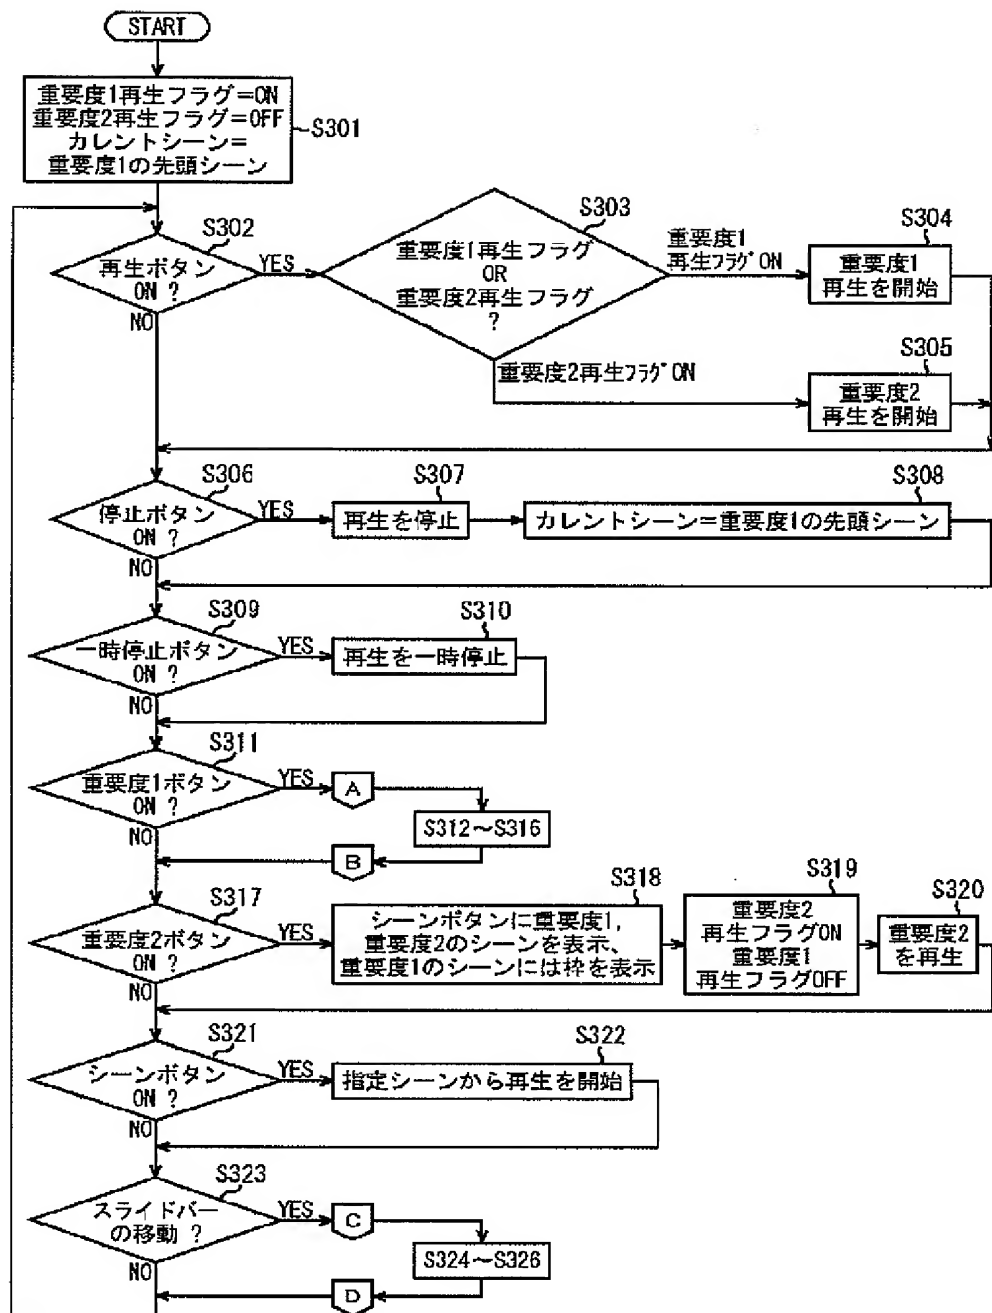 START
重要度1再生フラグ=ON
重要度2再生フラグ=OFF
カレントシーン=
重要度1の先頭シーン
S301
S302
再生ボタン
ON ?
YES
NO
S303
重要度1再生フラグ
OR
重要度2再生フラグ
?
重要度1
再生フラグON
S304
重要度1
再生を開始
重要度2再生フラグON
S305
重要度2
再生を開始
S306
停止ボタン
ON ?
YES
NO
S307
再生を停止
S308
カレントシーン=重要度1の先頭シーン
S309
一時停止ボタン
ON ?
YES
NO
S310
再生を一時停止
S311
重要度1ボタン
ON ?
YES
NO
A
S312~S316
B
S317
重要度2ボタン
ON ?
YES
NO
S318
シーンボタンに重要度1,
重要度2のシーンを表示、
重要度1のシーンには枠を表示
S319
重要度2
再生フラグON
重要度1
再生フラグOFF
S320
重要度2
を再生
S321
シーンボタン
ON ?
YES
NO
S322
指定シーンから再生を開始
S323
スライドバー
の移動 ?
YES
NO
C
S324~S326
D